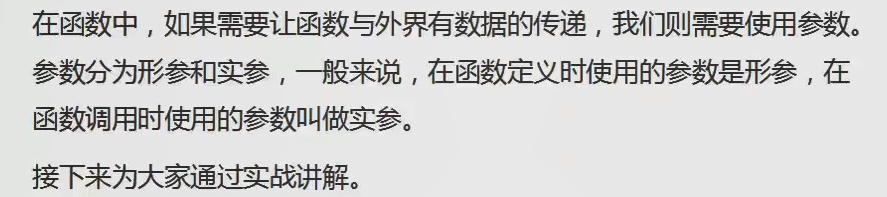 在函数中，如果需要让函数与外界有数据的传递，我们则需要使用参数。
参数分为形参和实参，一般来说，在函数定义时使用的参数是形参，在
函数调用时使用的参数叫做实参。
接下来为大家通过实战讲解。